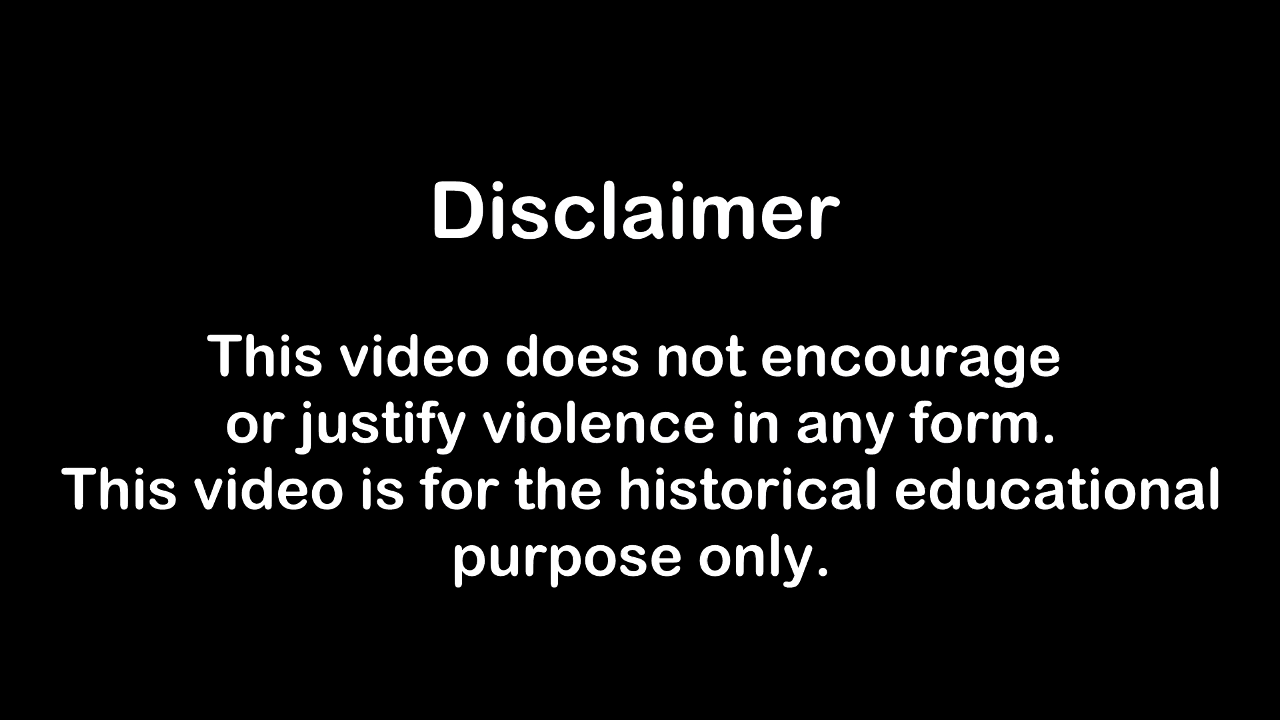 Disclaimer
This video does not encourage
or justify violence in any form.
This video is for the historical educational
purpose only.